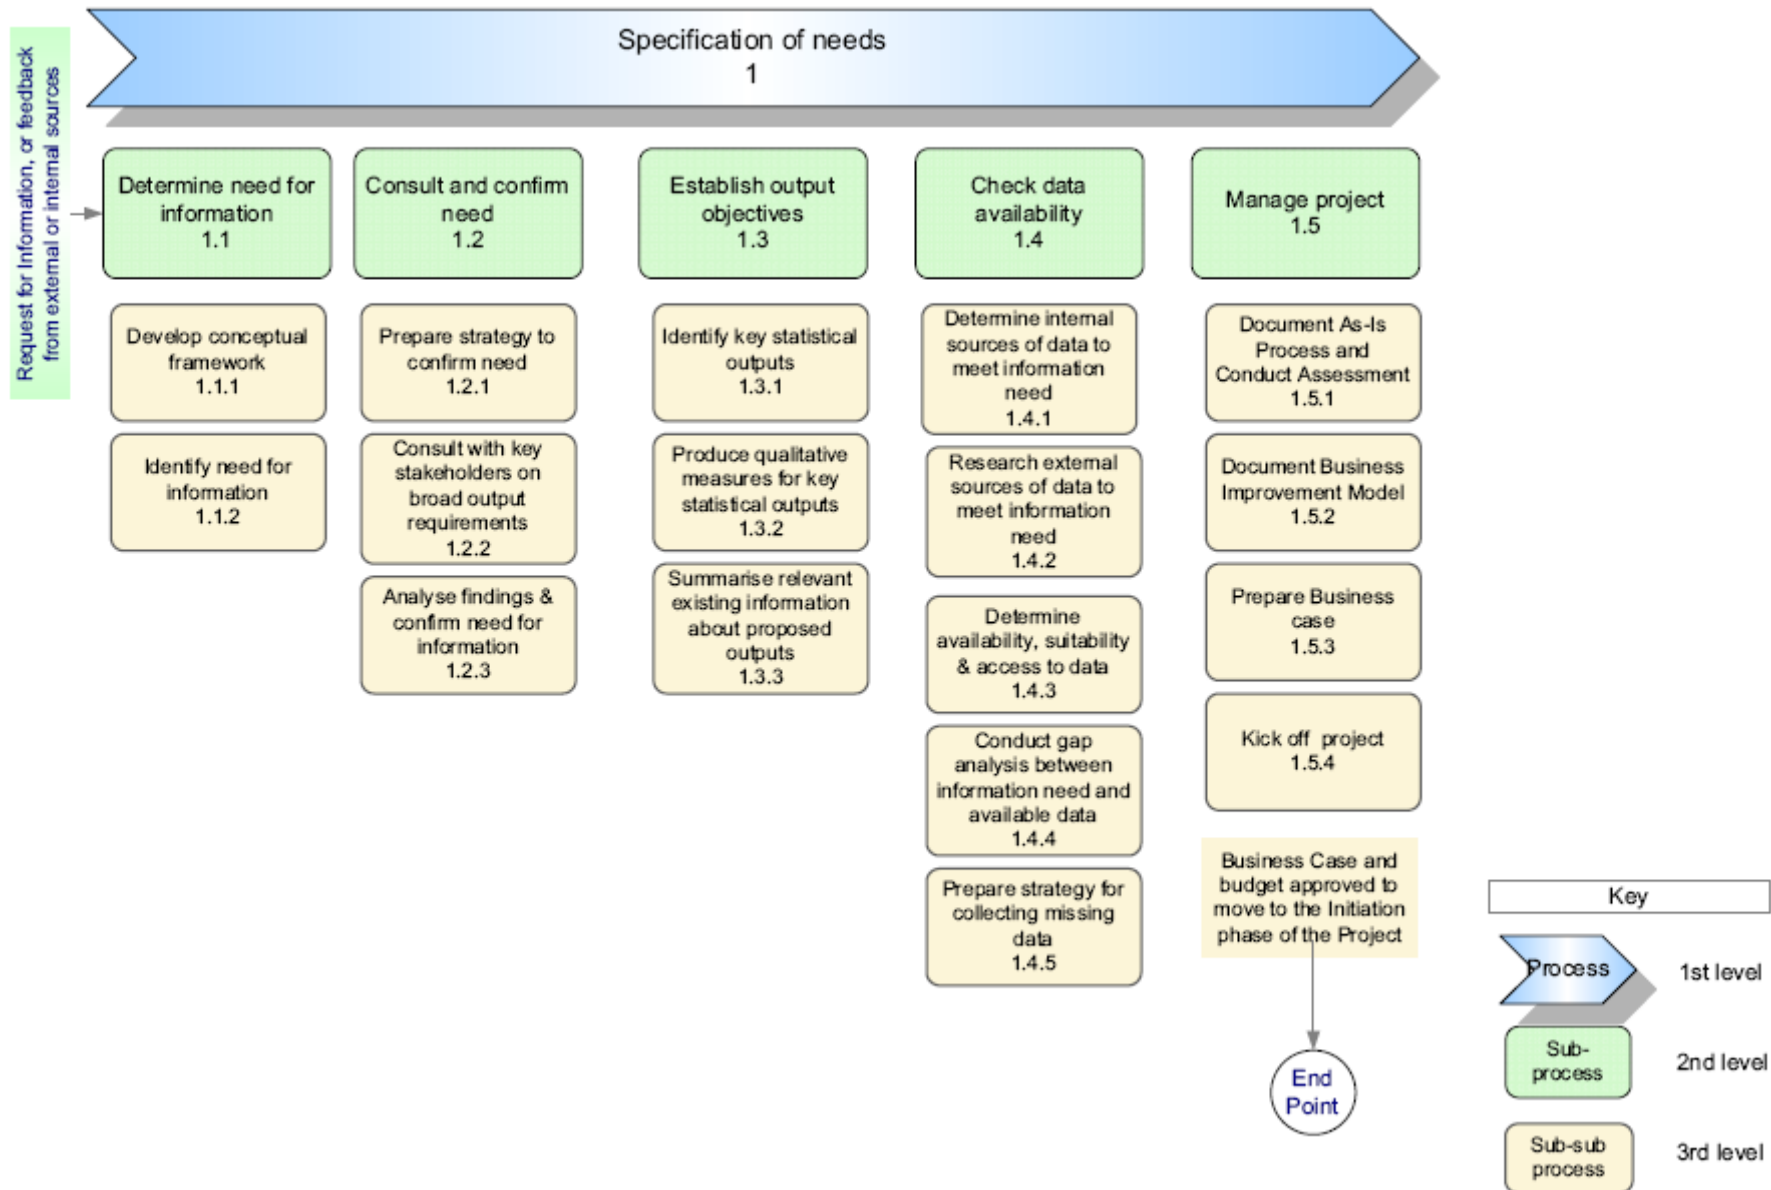 Request for Information, or feedback
from external or internal sources
Specification of needs
1
Determine need for
information
1.1
Consult and confirm
need
1.2
Establish output
objectives
1.3
Check data
availability
1.4
Manage project
1.5
Develop conceptual
framework
1.1.1
Identify need for
information
1.1.2
Prepare strategy to
confirm need
1.2.1
Consult with key
stakeholders on
broad output
requirements
1.2.2
Analyse findings &
confirm need for
information
1.2.3
Identify key statistical
outputs
1.3.1
Produce qualitative
measures for key
statistical outputs
1.3.2
Summarise relevant
existing information
about proposed
outputs
1.3.3
Determine internal
sources of data to
meet information
need
1.4.1
Research external
sources of data to
meet information
need
1.4.2
Determine
availability, suitability
& access to data
1.4.3
Conduct gap
analysis between
information need and
available data
1.4.4
Prepare strategy for
collecting missing
data
1.4.5
Document As-Is
Process and
Conduct Assessment
1.5.1
Document Business
Improvement Model
1.5.2
Prepare Business
case
1.5.3
Kick off project
1.5.4
Business Case and
budget approved to
move to the Initiation
phase of the Project
End
Point
Key
Process
1st level
Sub-
process
2nd level
Sub-sub
process
3rd level